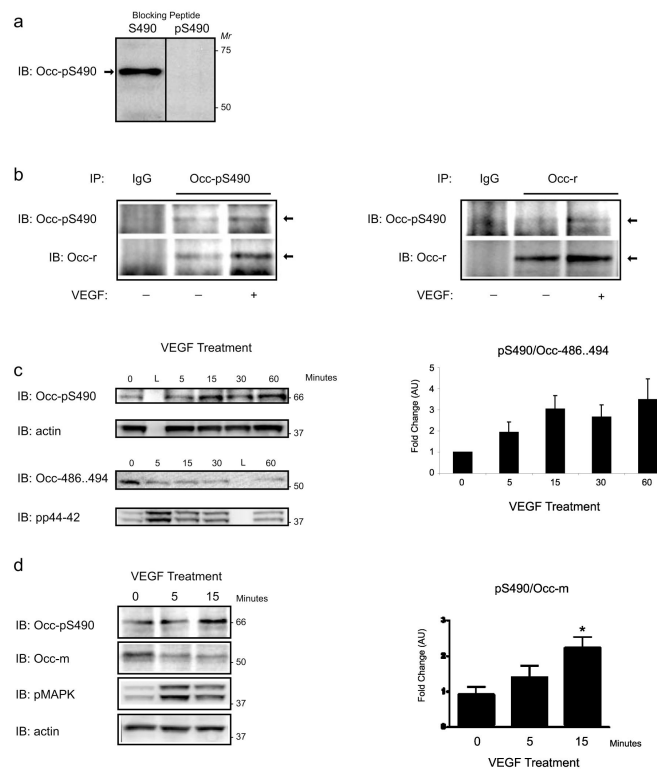 a
Blocking Peptide
S490 pS490
Mr
75
IB: Occ-pS490
50
b
IP: IgG Occ-pS490
IB: Occ-pS490
IB: Occ-r
VEGF: – – +
IP: IgG Occ-r
IB: Occ-pS490
IB: Occ-r
VEGF: – – +
c
VEGF Treatment
0 L 5 15 30 60 Minutes
IB: Occ-pS490
66
IB: actin
37
0 5 15 30 L 60
IB: Occ-486..494
50
IB: pp44-42
37
pS490/Occ-486..494
Fold Change (AU)
5
4
3
2
1
0
0 5 15 30 60
VEGF Treatment
d
VEGF Treatment
0 5 15 Minutes
IB: Occ-pS490
66
IB: Occ-m
50
IB: pMAPK
37
IB: actin
37
pS490/Occ-m
Fold Change (AU)
3
2
1
0
*
0 5 15 Minutes
VEGF Treatment